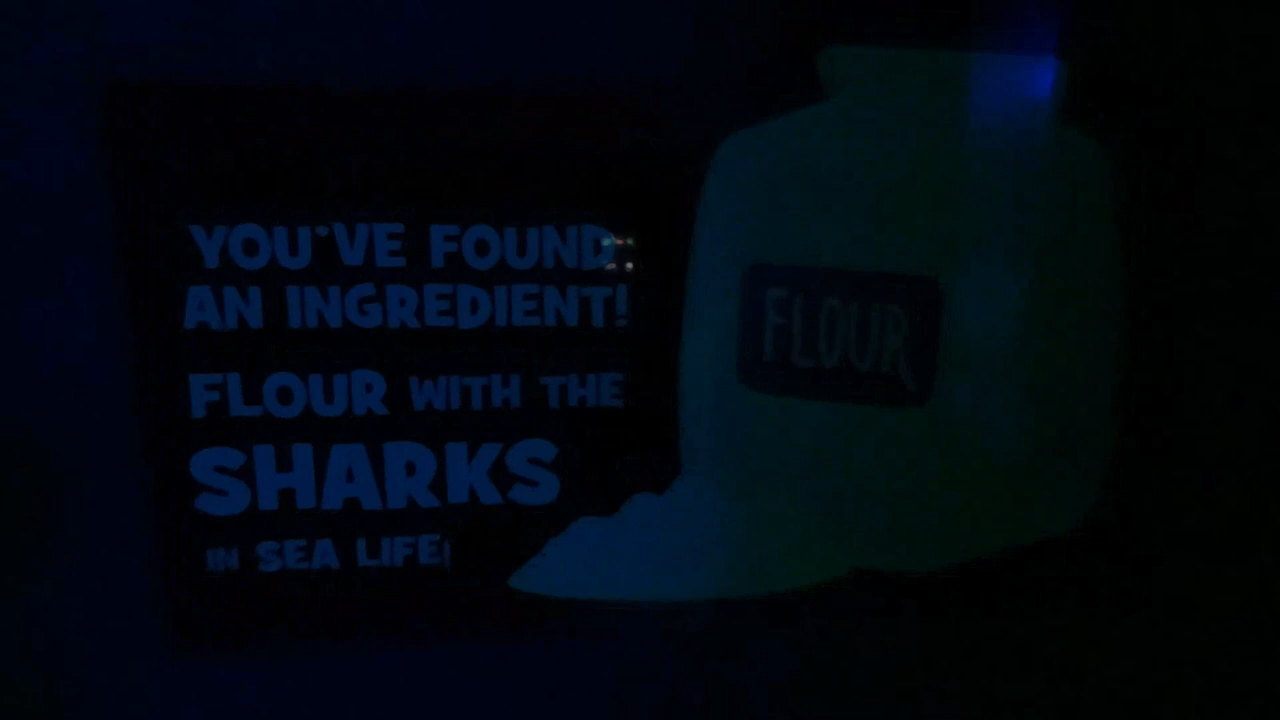 YOU'VE FOUND
AN INGREDIENT!
FLOUR WITH THE
SHARKS
IN SEA LIFE!
FLOUR